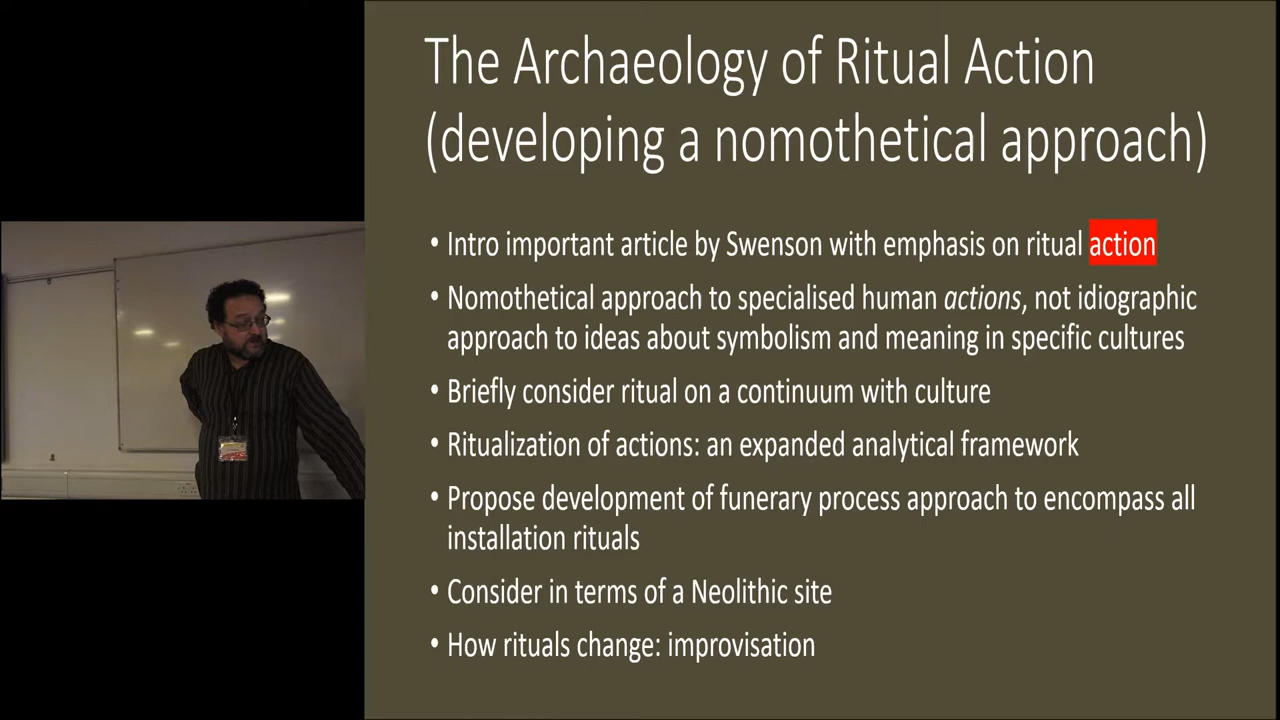 The Archaeology of Ritual Action
(developing a nomothetical approach)
• Intro important article by Swenson with emphasis on ritual action
• Nomothetical approach to specialised human actions, not idiographic
approach to ideas about symbolism and meaning in specific cultures
• Briefly consider ritual on a continuum with culture
• Ritualization of actions: an expanded analytical framework
• Propose development of funerary process approach to encompass all
installation rituals
• Consider in terms of a Neolithic site
• How rituals change: improvisation